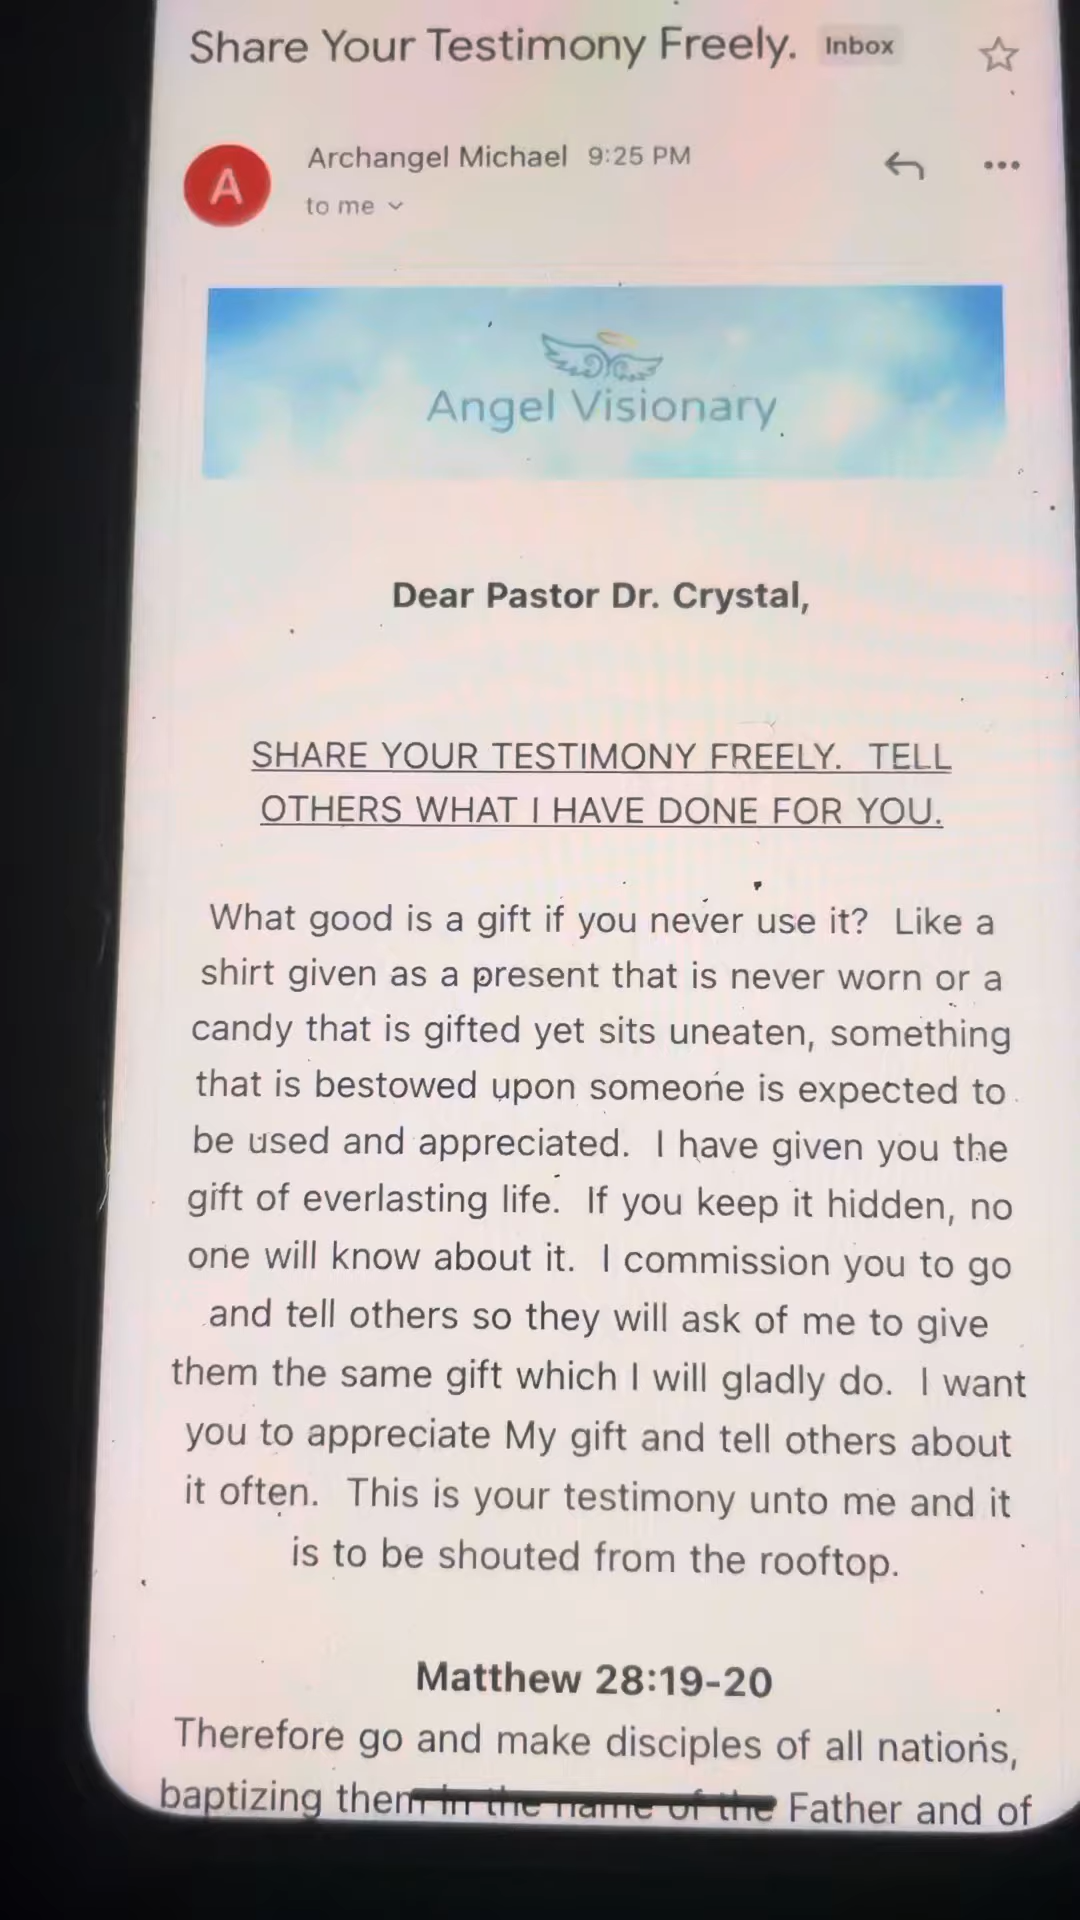 Share Your Testimony Freely. Inbox
A
Archangel Michael 9:25 PM
to me
Angel Visionary
Dear Pastor Dr. Crystal,
SHARE YOUR TESTIMONY FREELY. TELL
OTHERS WHAT I HAVE DONE FOR YOU.
What good is a gift if you never use it? Like a
shirt given as a present that is never worn or a
candy that is gifted yet sits uneaten, something
that is bestowed upon someone is expected to
be used and appreciated. I have given you the
gift of everlasting life. If you keep it hidden, no
one will know about it. I commission you to go
and tell others so they will ask of me to give
them the same gift which I will gladly do. I want
you to appreciate My gift and tell others about
it often. This is your testimony unto me and it
is to be shouted from the rooftop.
Matthew 28:19-20
Therefore go and make disciples of all nations,
baptizing them in the name of the Father and of